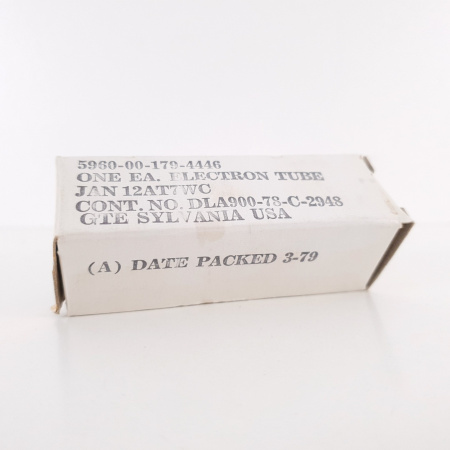 5960-00-179-4446
ONE EA. ELECTRON TUBE
JAN 12AT7WC
CONT. NO. DLA900-78-C-2948
GTE SYLVANIA USA
(A) DATE PACKED 3-79